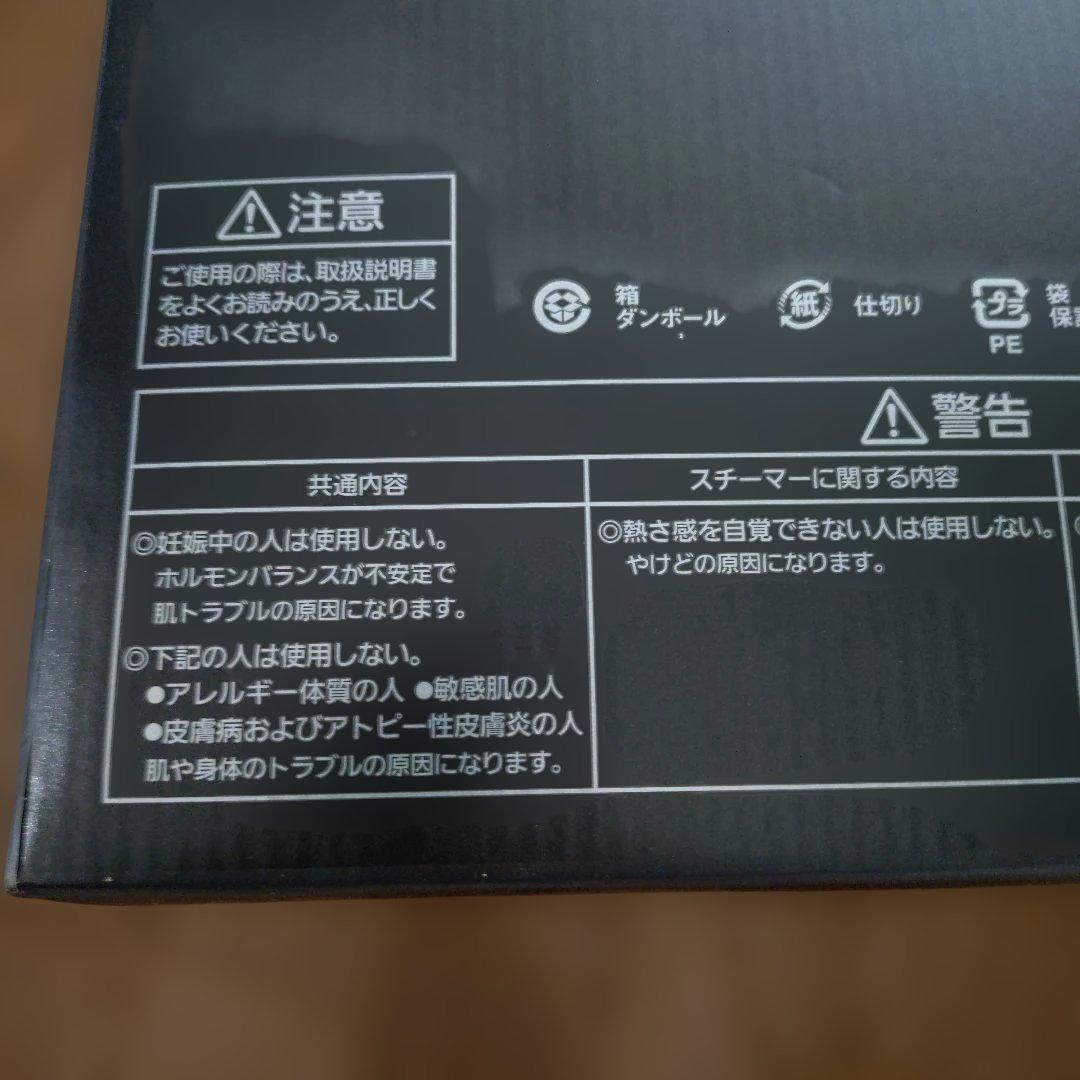 注意
ご使用の際は、取扱説明書
をよくお読みのうえ、正しく
お使いください。
箱
ダンボール
紙
仕切り
プラ
PE
袋
保
警告
共通内容
◎妊娠中の人は使用しない。
ホルモンバランスが不安定で
肌トラブルの原因になります。
◎下記の人は使用しない。
●アレルギー体質の人 ●敏感肌の人
●皮膚病およびアトピー性皮膚炎の人
肌や身体のトラブルの原因になります。
スチーマーに関する内容
◎熱さ感を自覚できない人は使用しない。
やけどの原因になります。